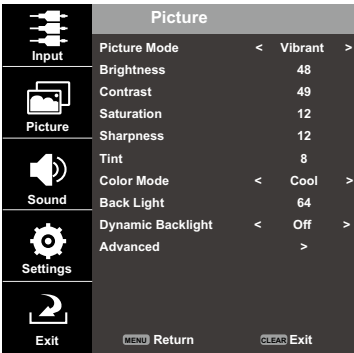 Picture
Input
Picture
Sound
Settings
Exit
Picture Mode < Vibrant >
Brightness 48
Contrast 49
Saturation 12
Sharpness 12
Tint 8
Color Mode < Cool >
Back Light 64
Dynamic Backlight < Off >
Advanced >
MENU Return CLEAR Exit